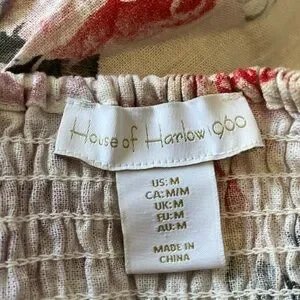 House of Harlow 1960
US: M
CA: M/M
UK: M
EU: M
AU: M
MADE IN
CHINA